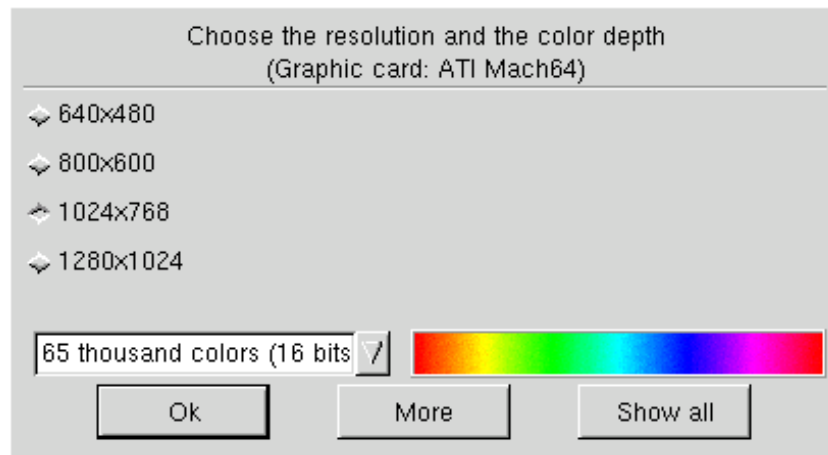 Choose the resolution and the color depth
(Graphic card: ATI Mach64)
640x480
800x600
1024x768
1280x1024
65 thousand colors (16 bits
Ok More Show all